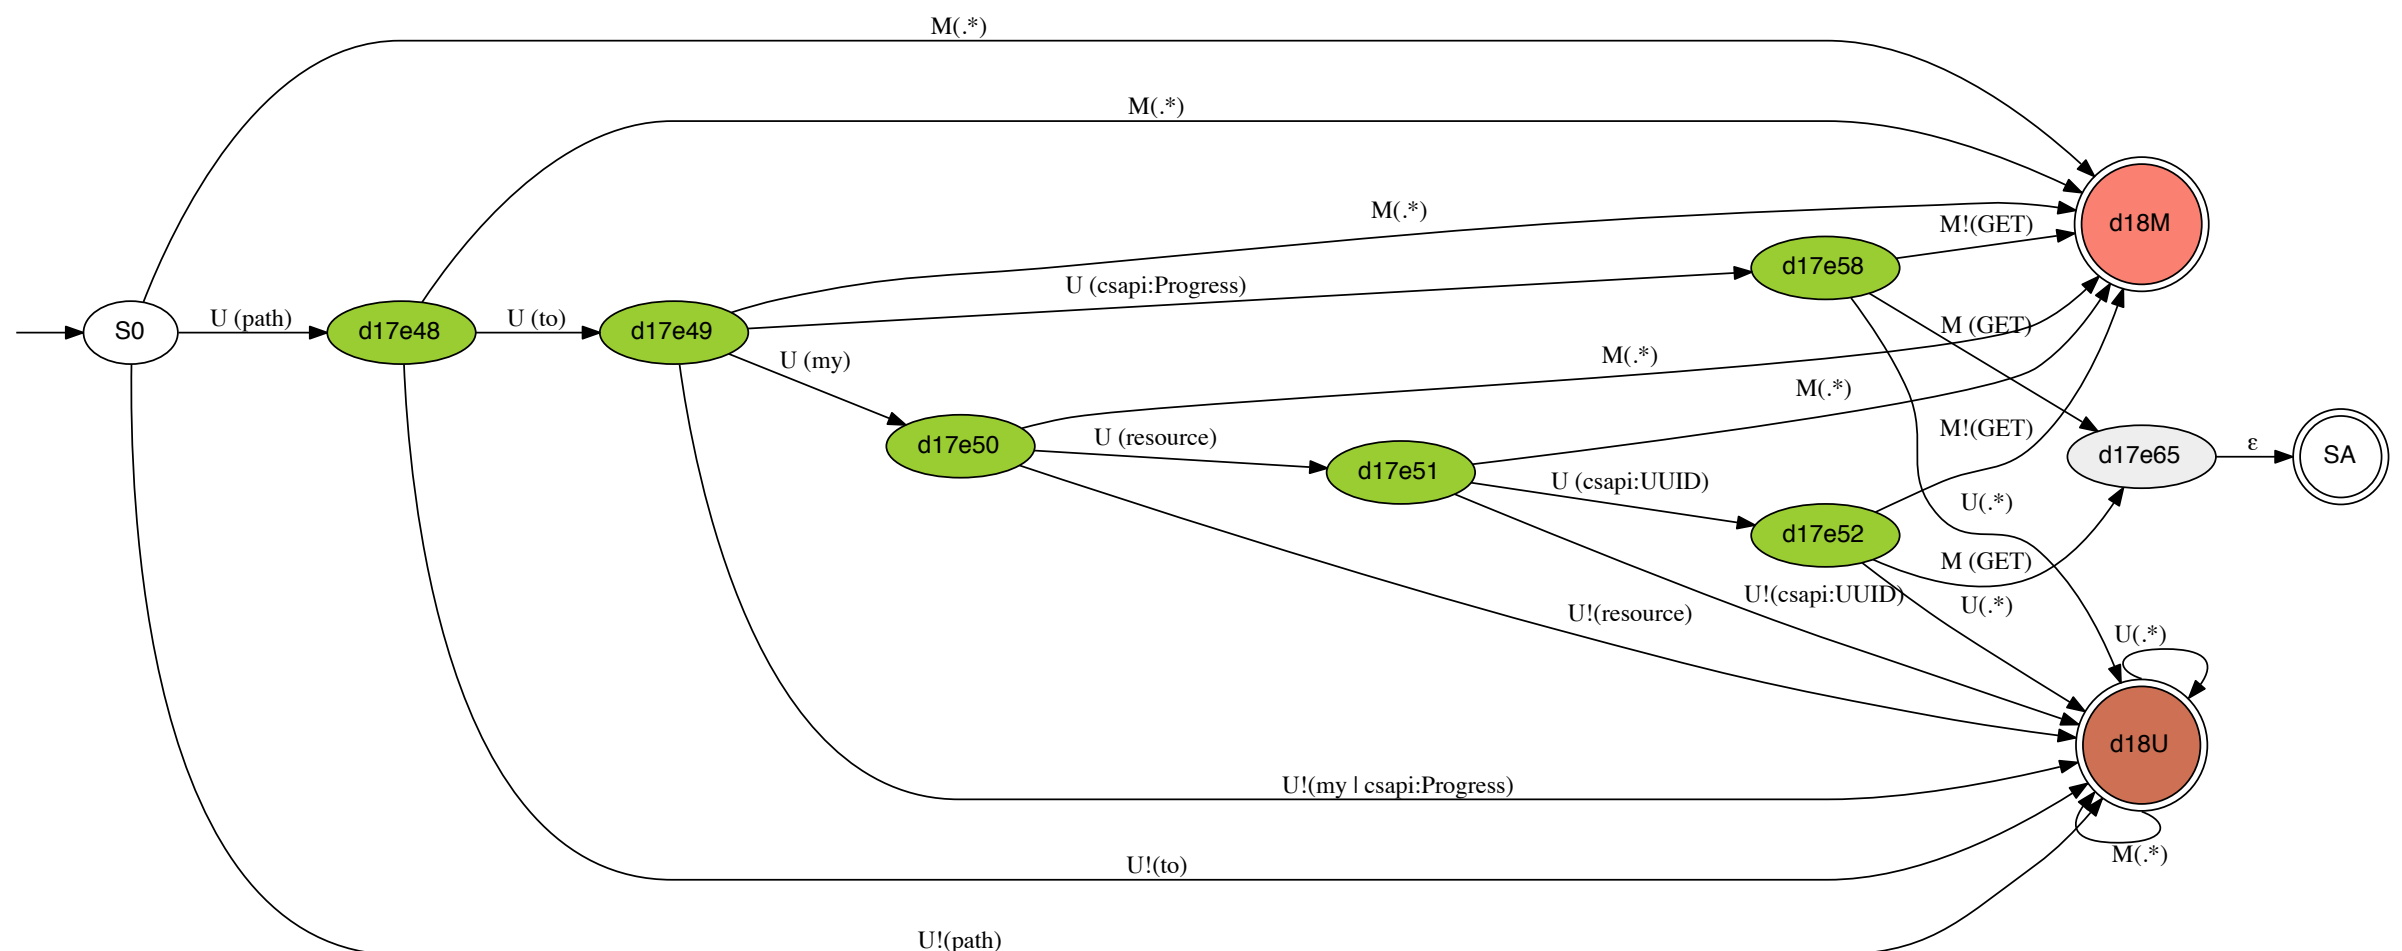 M(.*)
M(.*)
M(.*)
M!(GET)
d18M
U (csapi:Progress)
d17e58
S0
U (path)
d17e48
U (to)
d17e49
M (GET)
U (my)
M(.*)
M(.*)
d17e50
U (resource)
M!(GET)
d17e51
d17e65
ε
SA
U (csapi:UUID)
U(.*)
d17e52
M (GET)
U!(csapi:UUID)
U(.*)
U!(resource)
U(.*)
d18U
U!(my | csapi:Progress)
M(.*)
U!(to)
U!(path)